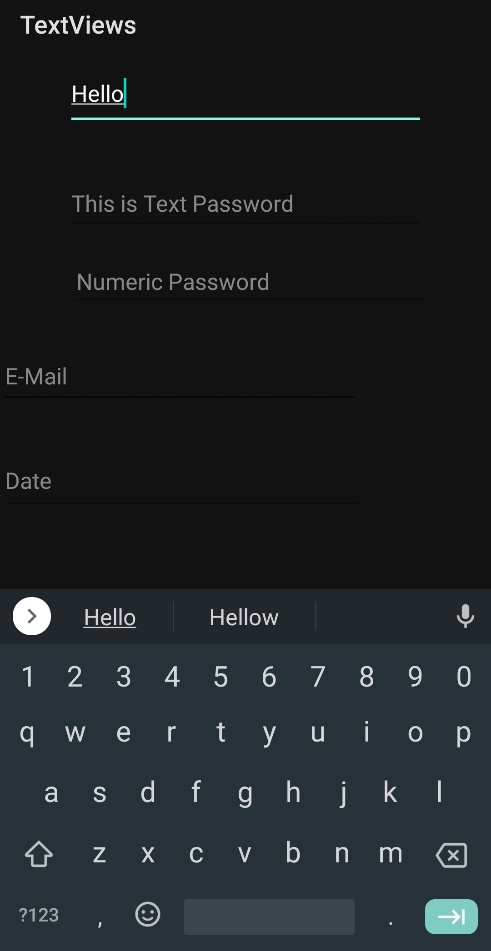 TextViews
Hello
This is Text Password
Numeric Password
E-Mail
Date
Hello Hellow
1 2 3 4 5 6 7 8 9 0
q w e r t y u i o p
a s d f g h j k l
z x c v b n m
?123 , .